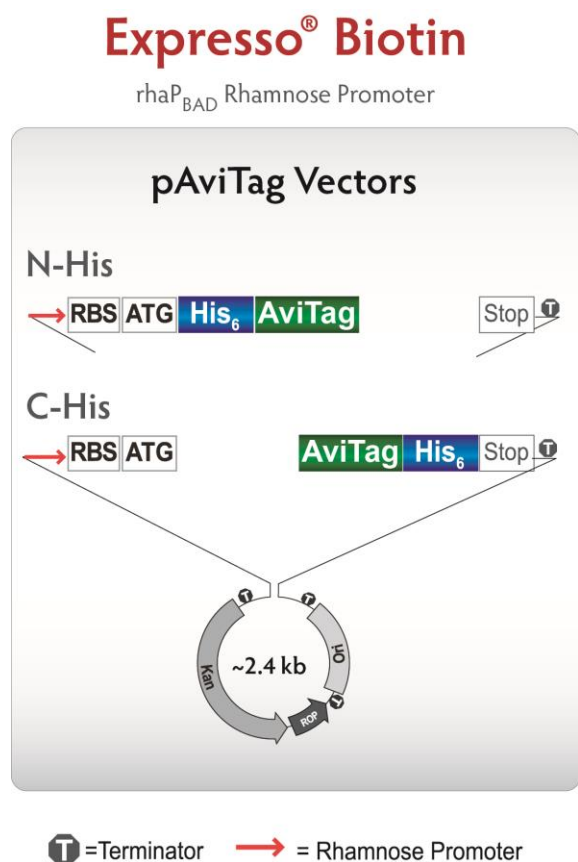 Expresso® Biotin
rhaP_BAD Rhamnose Promoter
pAviTag Vectors
N-His
RBS ATG His₆ AviTag Stop T
C-His
RBS ATG AviTag His₆ Stop T
T T
Kan ~2.4 kb Ori
ROP T
T =Terminator → = Rhamnose Promoter